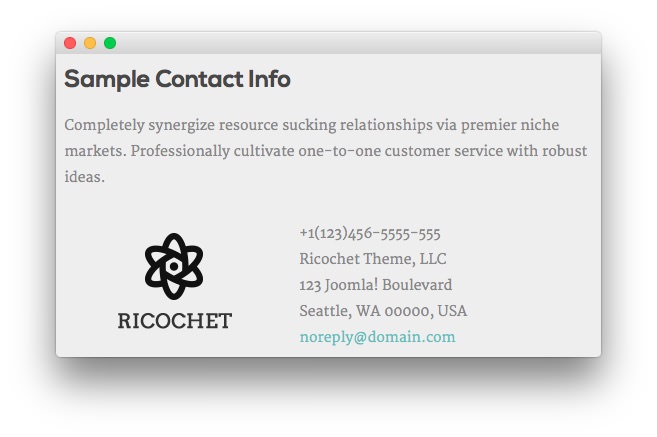 Sample Contact Info
Completely synergize resource sucking relationships via premier niche
markets. Professionally cultivate one-to-one customer service with robust
ideas.
RICOCHET
+1(123)456-5555-555
Ricochet Theme, LLC
123 Joomla! Boulevard
Seattle, WA 00000, USA
noreply@domain.com